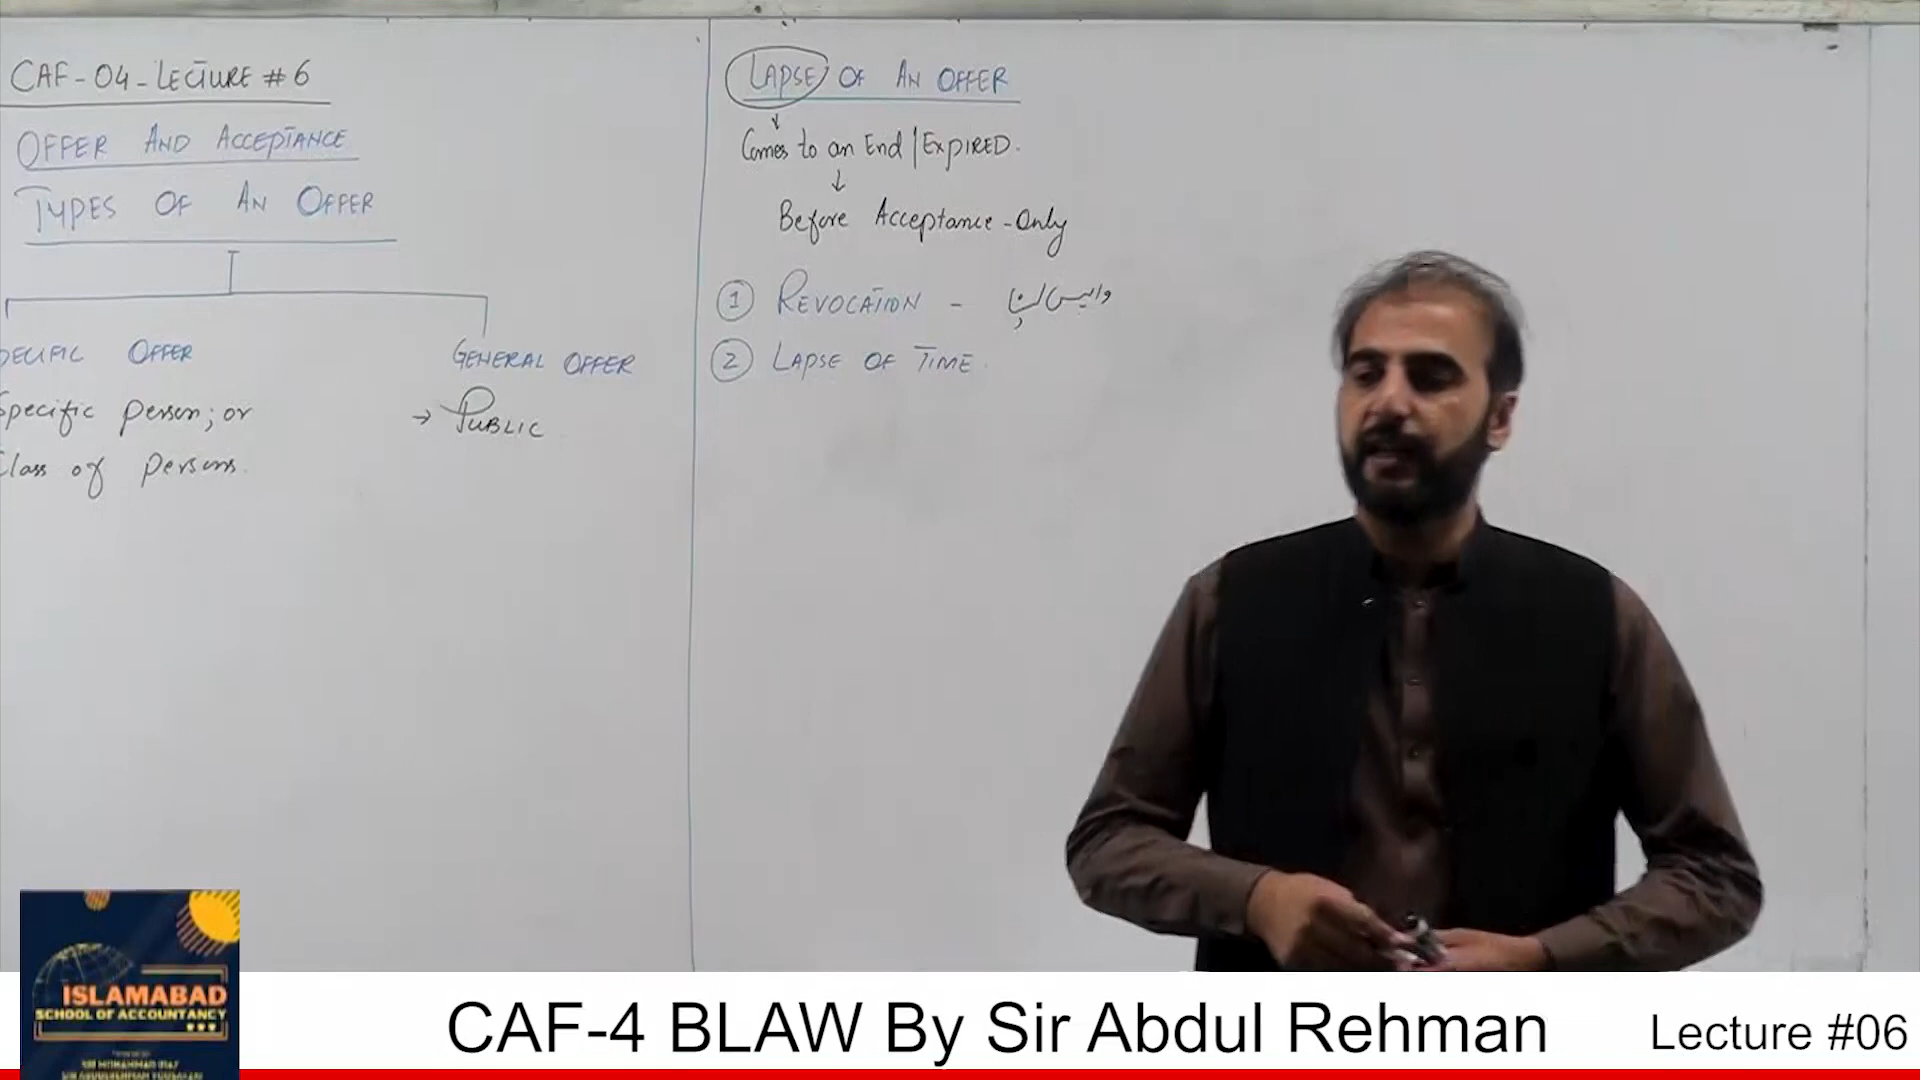 CAF-04-LECTURE #6
OFFER AND ACCEPTANCE
TYPES OF AN OFFER
PECIFIC OFFER
Specific person; or
Class of persons.
GENERAL OFFER
→ PUBLIC
LAPSE OF AN OFFER
↓
Comes to an End | EXPIRED.
↓
Before Acceptance - Only
① REVOCATION - واپس لینا
② LAPSE OF TIME.
ISLAMABAD
SCHOOL OF ACCOUNTANCY
CAF-4 BLAW By Sir Abdul Rehman
Lecture #06